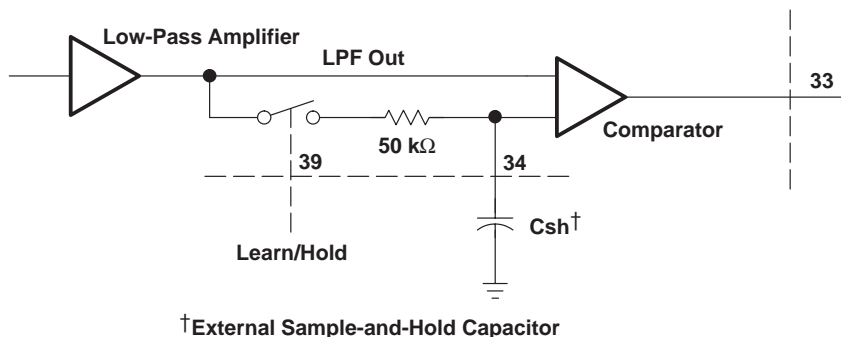 Low-Pass Amplifier
LPF Out
33
Comparator
50 kΩ
39
34
Csh†
Learn/Hold
†External Sample-and-Hold Capacitor